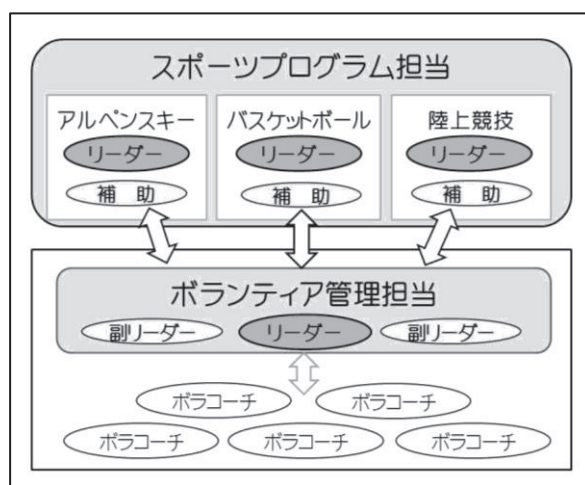 スポーツプログラム担当
アルペンスキー バスケットボール 陸上競技
リーダー リーダー リーダー
補 助 補 助 補 助
ボランティア管理担当
副リーダー リーダー 副リーダー
ボラコーチ ボラコーチ
ボラコーチ ボラコーチ ボラコーチ